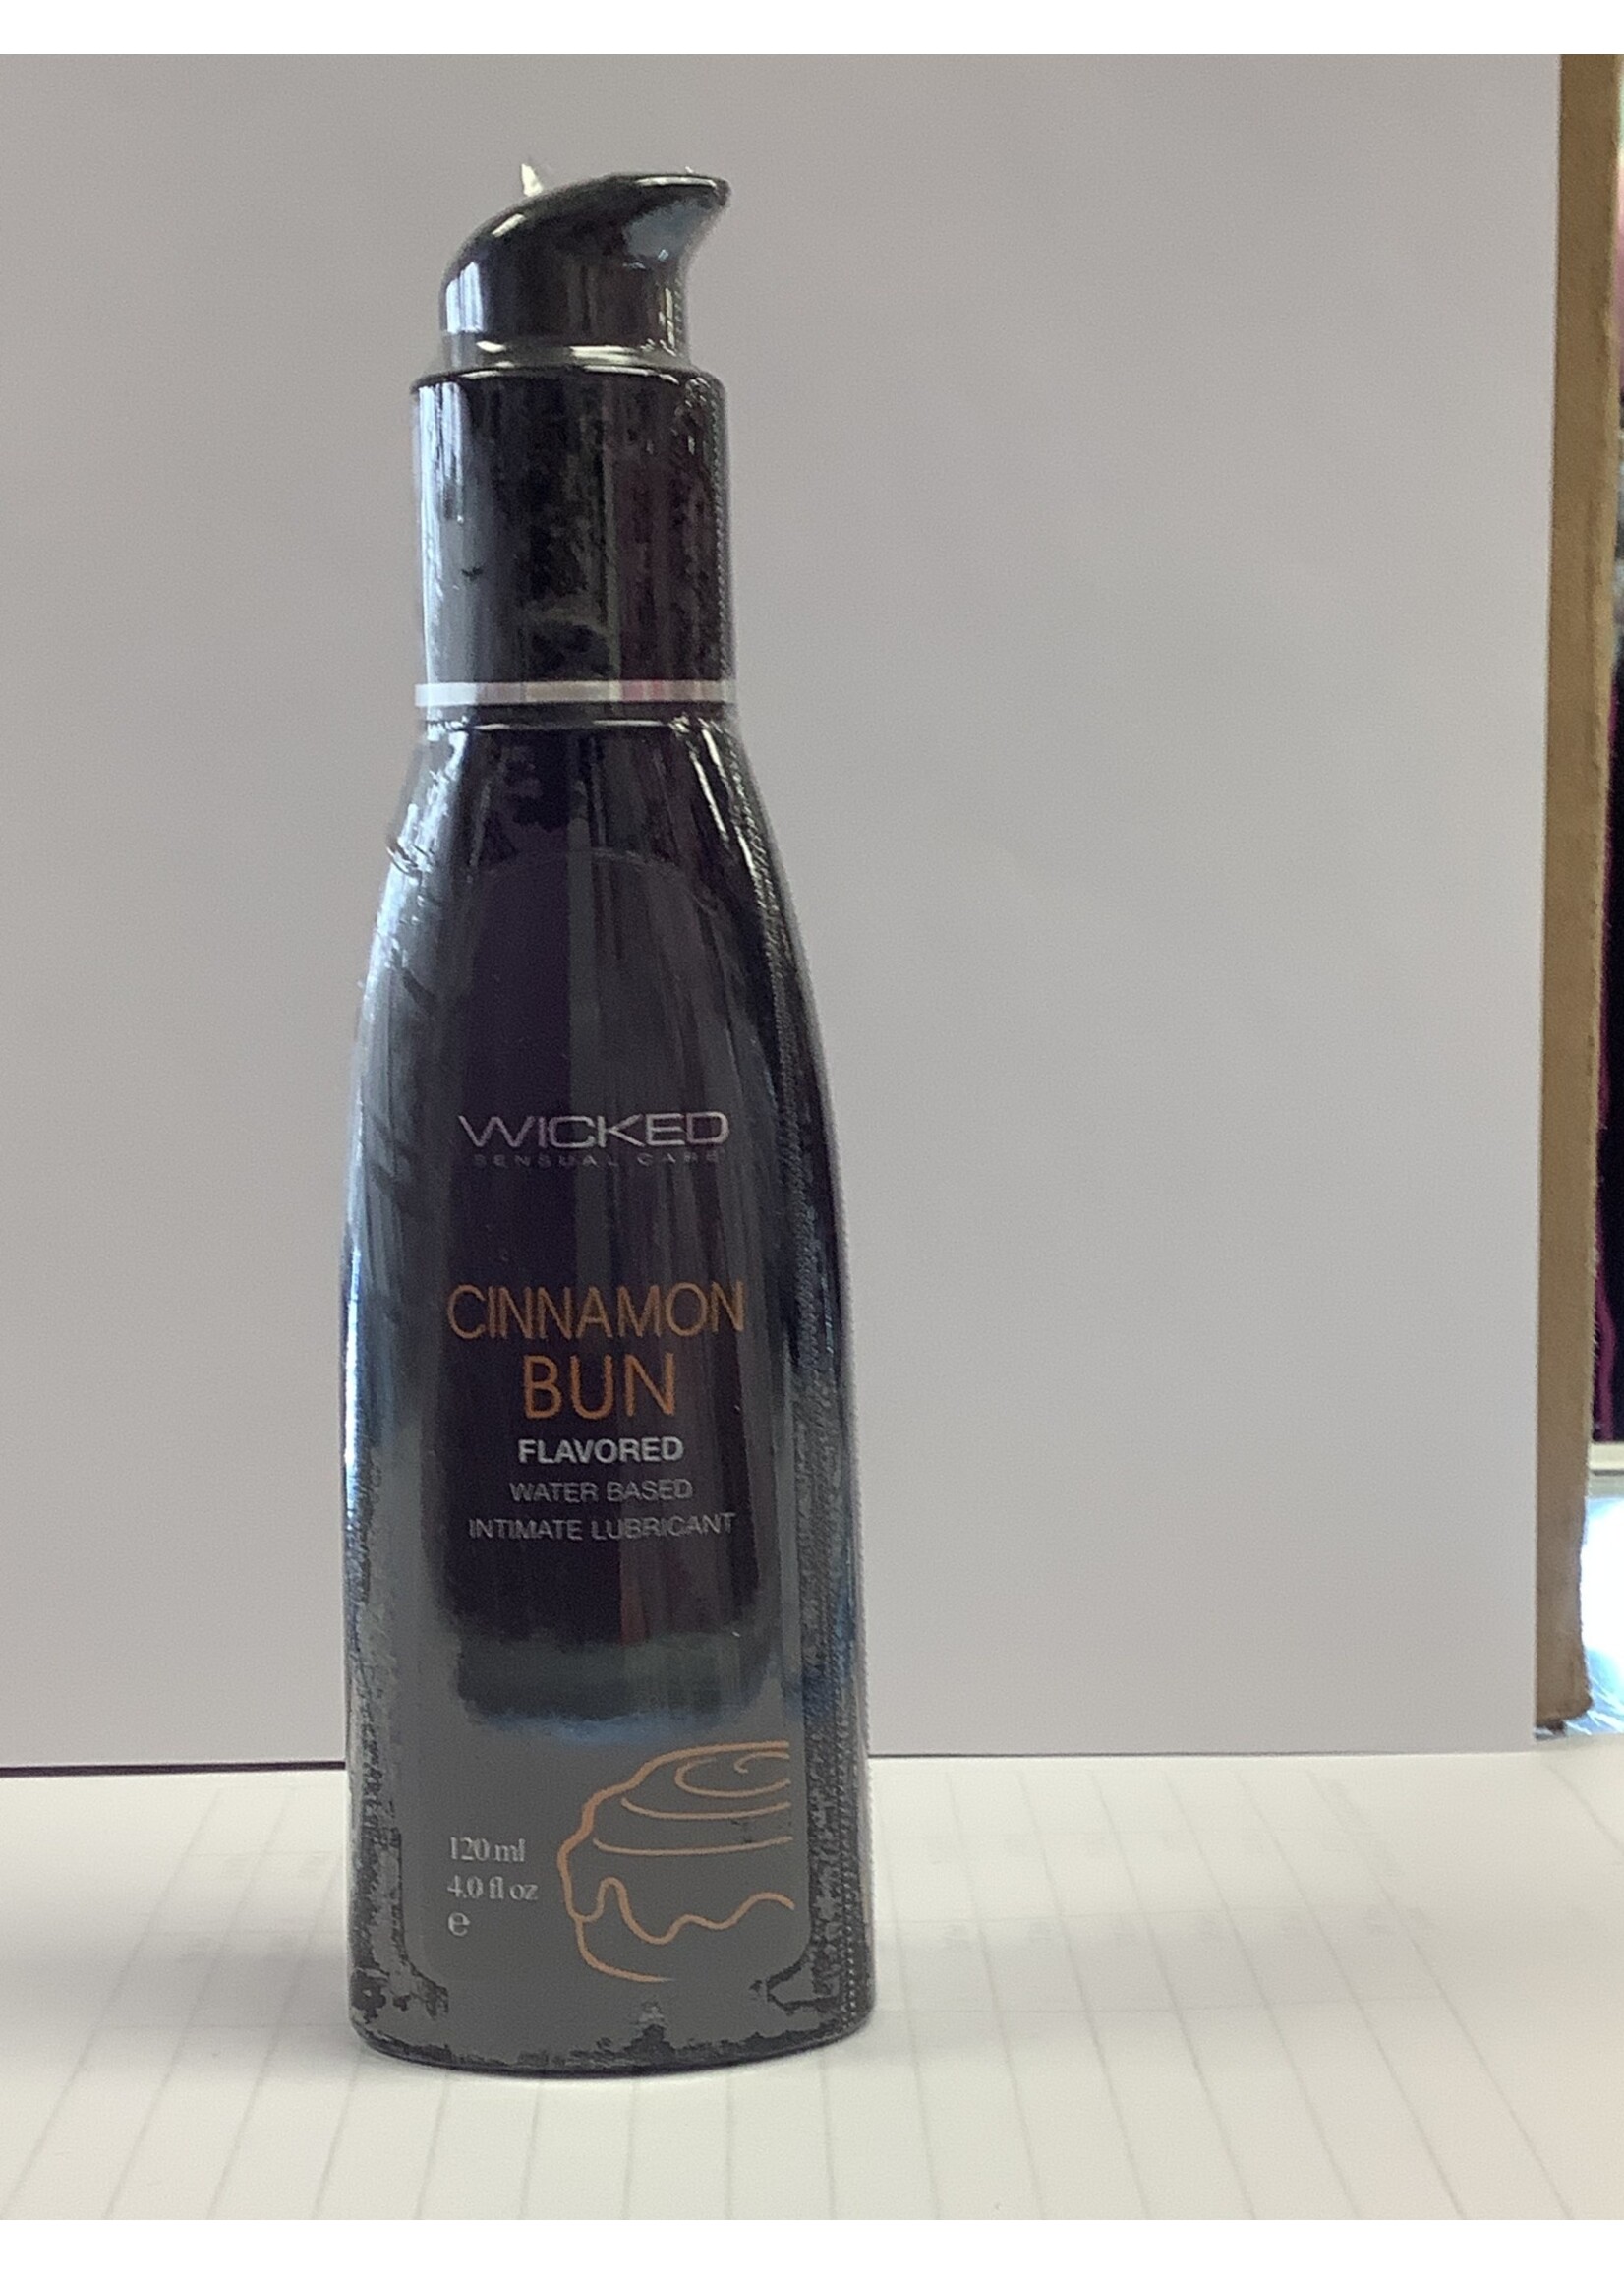 WICKED
SENSUAL CARE
CINNAMON
BUN
FLAVORED
WATER BASED
INTIMATE LUBRICANT
120 ml
4.0 fl oz
℮